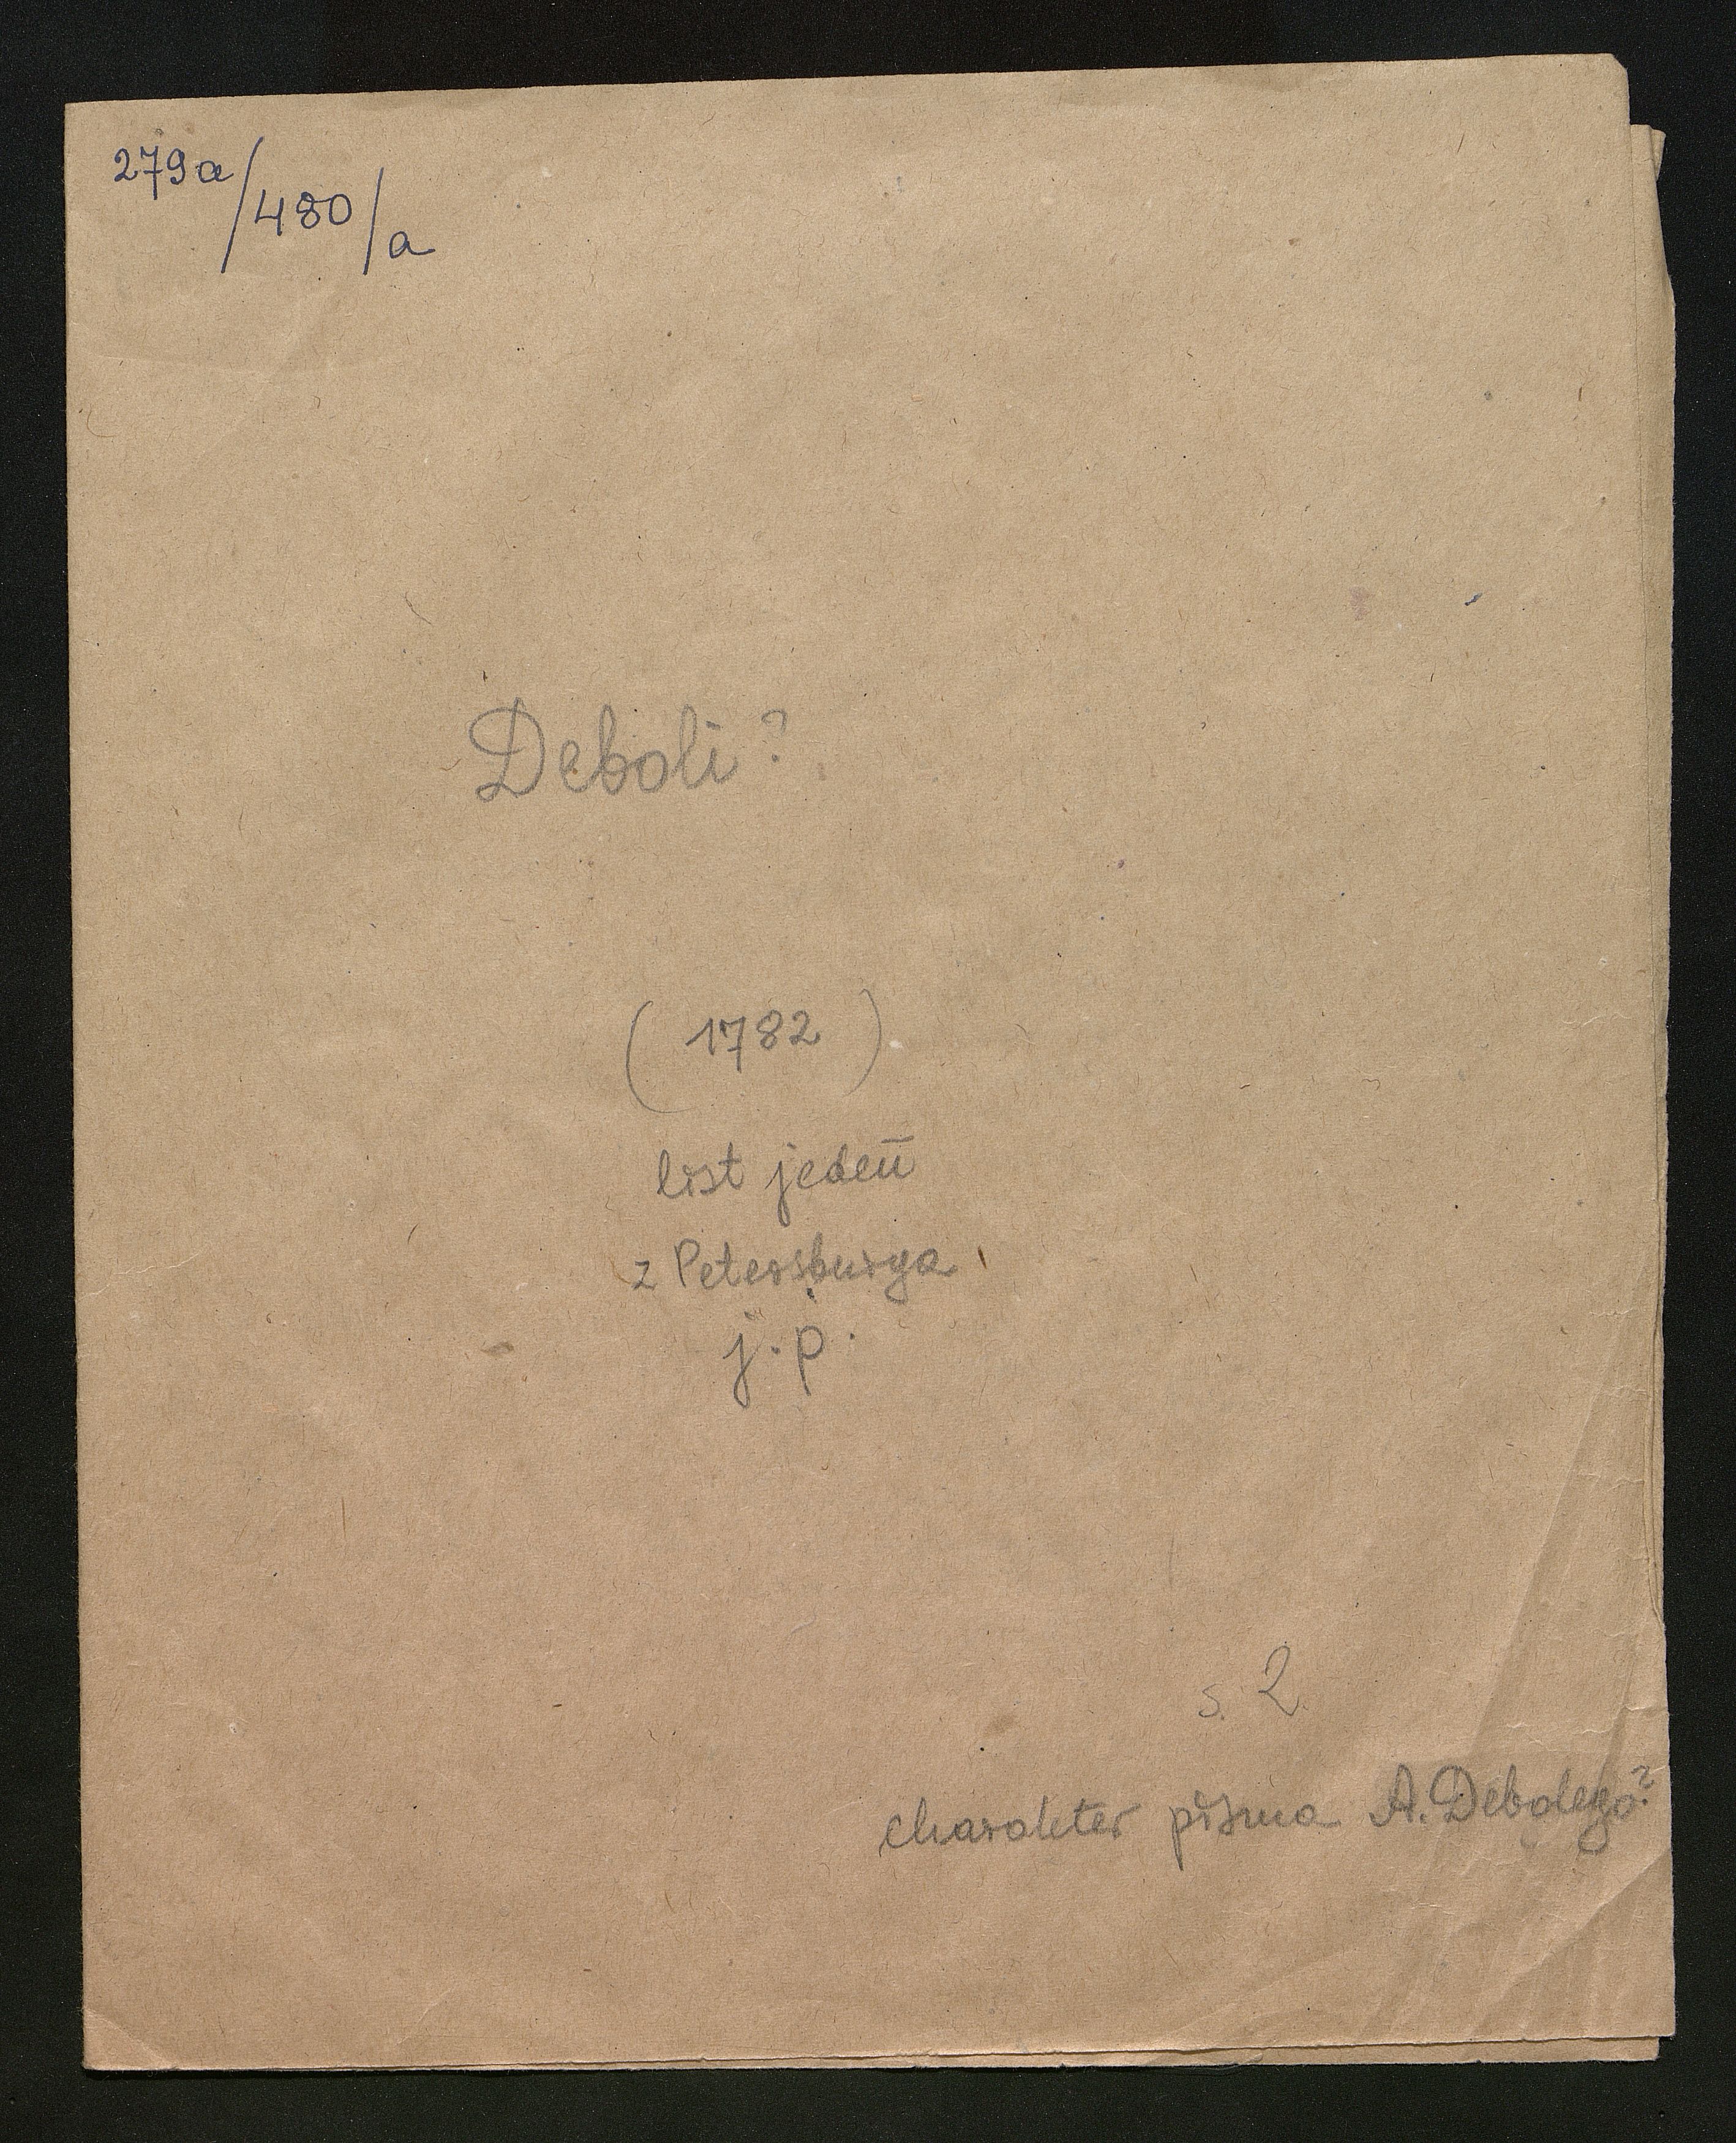 279a/480/a
Deboli?
(1782)
list jeden
z Petersburga
j. p.
s. 2
charakter pisma A. Debolego?